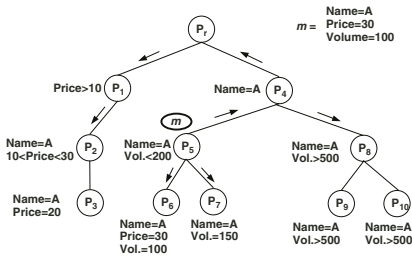 Pr
m =
Name=A
Price=30
Volume=100
Price>10
P1
Name=A
P4
m
Name=A
10<Price<30
P2
Name=A
Vol.<200
P5
Name=A
Vol.>500
P8
Name=A
Price=20
P3
P6
P7
P9
P10
Name=A
Price=30
Vol.=100
Name=A
Vol.=150
Name=A
Vol.>500
Name=A
Vol.>500